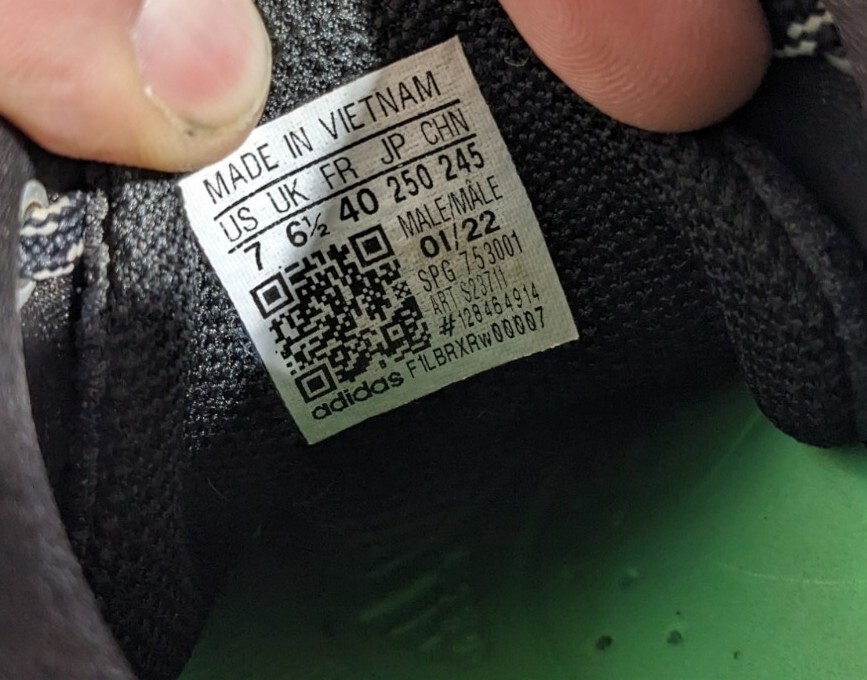 MADE IN VIETNAM
US UK FR JP CHN
7 6½ 40 250 245
MALE/MÂLE
01/22
SPG 753001
ART S23711
#128464914
adidas F1LBRXRW00007